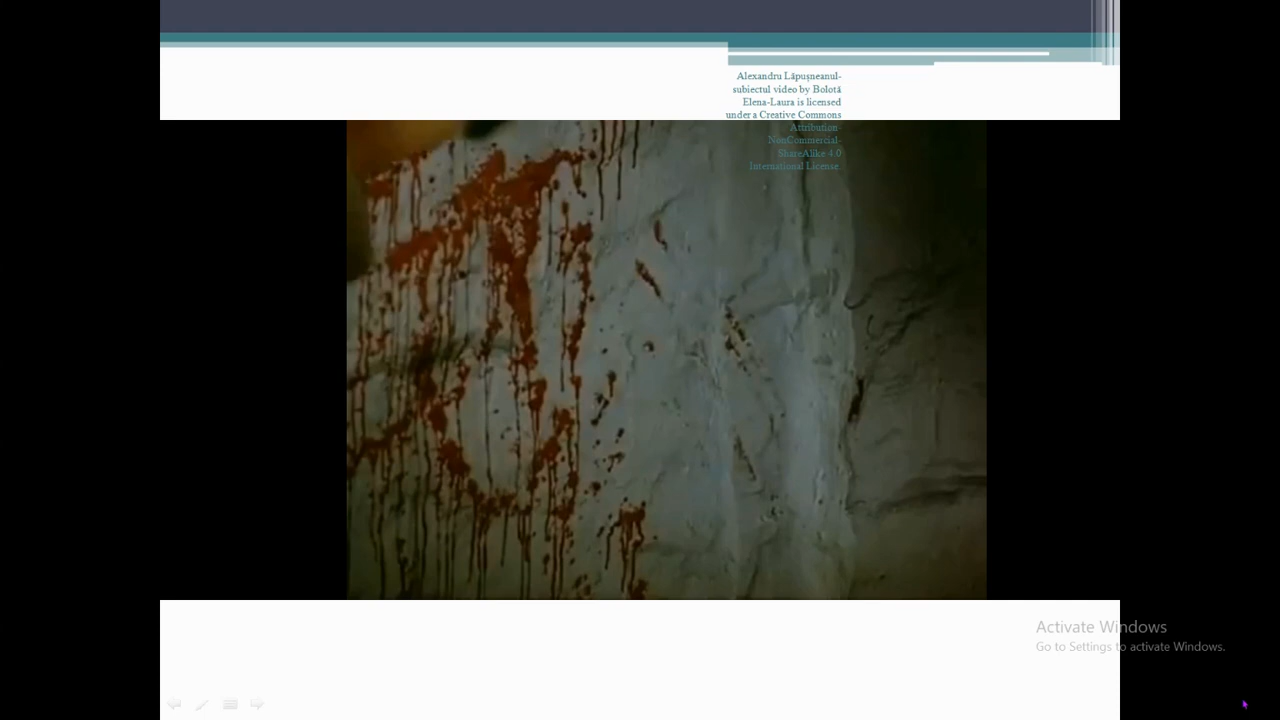 Alexandru Lăpușneanul-
subiectul video by Bolotă
Elena-Laura is licensed
under a Creative Commons
Attribution-
NonCommercial-
ShareAlike 4.0
International License.
Activate Windows
Go to Settings to activate Windows.